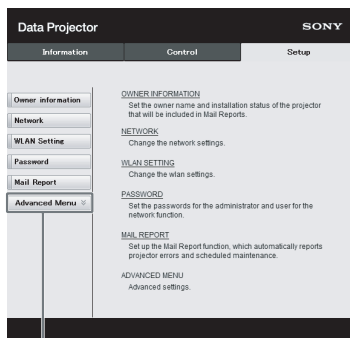 Data Projector
SONY
Information
Control
Setup
Owner information
Network
WLAN Setting
Password
Mail Report
Advanced Menu
OWNER INFORMATION
Set the owner name and installation status of the projector
that will be included in Mail Reports.
NETWORK
Change the network settings.
WLAN SETTING
Change the wlan settings.
PASSWORD
Set the passwords for the administrator and user for the
network function.
MAIL REPORT
Set up the Mail Report function, which automatically reports
projector errors and scheduled maintenance.
ADVANCED MENU
Advanced settings.